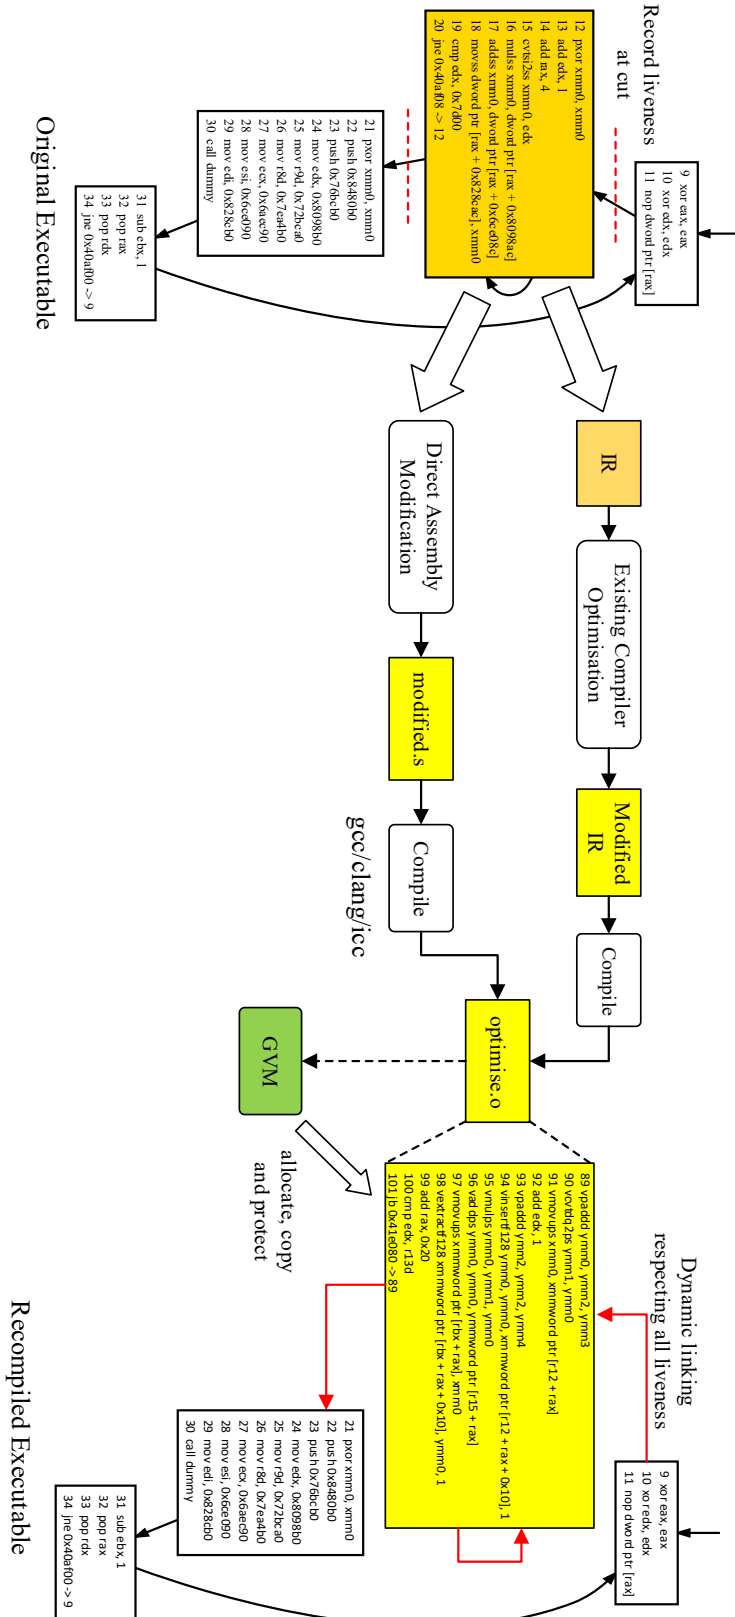 Record liveness
at cut
9 xor eax, eax
10 xor edx, edx
11 nop dword ptr [rax]
12 pxor xmm0, xmm0
13 add edx, 1
14 add rax, 4
15 cvtsi2ss xmm0, edx
16 mulss xmm0, dword ptr [rax + 0x8098ac]
17 addss xmm0, dword ptr [rax + 0x6ce08c]
18 movss dword ptr [rax + 0x828cac], xmm0
19 cmp edx, 0x7d00
20 jne 0x40af08 -> 12
21 pxor xmm0, xmm0
22 push 0x8480b0
23 push 0x76bcb0
24 mov edx, 0x8098b0
25 mov r9d, 0x72bca0
26 mov r8d, 0x7ea4b0
27 mov ecx, 0x6aec90
28 mov esi, 0x6ce090
29 mov edi, 0x828cb0
30 call dummy
31 sub ebx, 1
32 pop rax
33 pop rdx
34 jne 0x40af00 -> 9
Original Executable
IR
Existing Compiler
Optimisation
Modified
IR
Compile
Direct Assembly
Modification
modified.s
Compile
gcc/clang/icc
optimise.o
GVM
allocate, copy
and protect
Dynamic linking
respecting all liveness
9 xor eax, eax
10 xor edx, edx
11 nop dword ptr [rax]
89 vpaddd ymm0, ymm2, ymm3
90 vcvtdq2ps ymm1, ymm0
91 vmovups xmm0, xmmword ptr [r12 + rax]
92 add edx, 1
93 vpaddd ymm2, ymm2, ymm4
94 vinsertf128 ymm0, ymm0, xmmword ptr [r12 + rax + 0x10], 1
95 vmulps ymm0, ymm1, ymm0
96 vaddps ymm0, ymm0, ymmword ptr [r15 + rax]
97 vmovups xmmword ptr [rbx + rax], xmm0
98 vextractf128 xmmword ptr [rbx + rax + 0x10], ymm0, 1
99 add rax, 0x20
100 cmp edx, r13d
101 jb 0x41e080 -> 89
21 pxor xmm0, xmm0
22 push 0x8480b0
23 push 0x76bcb0
24 mov edx, 0x8098b0
25 mov r9d, 0x72bca0
26 mov r8d, 0x7ea4b0
27 mov ecx, 0x6aec90
28 mov esi, 0x6ce090
29 mov edi, 0x828cb0
30 call dummy
31 sub ebx, 1
32 pop rax
33 pop rdx
34 jne 0x40af00 -> 9
Recompiled Executable